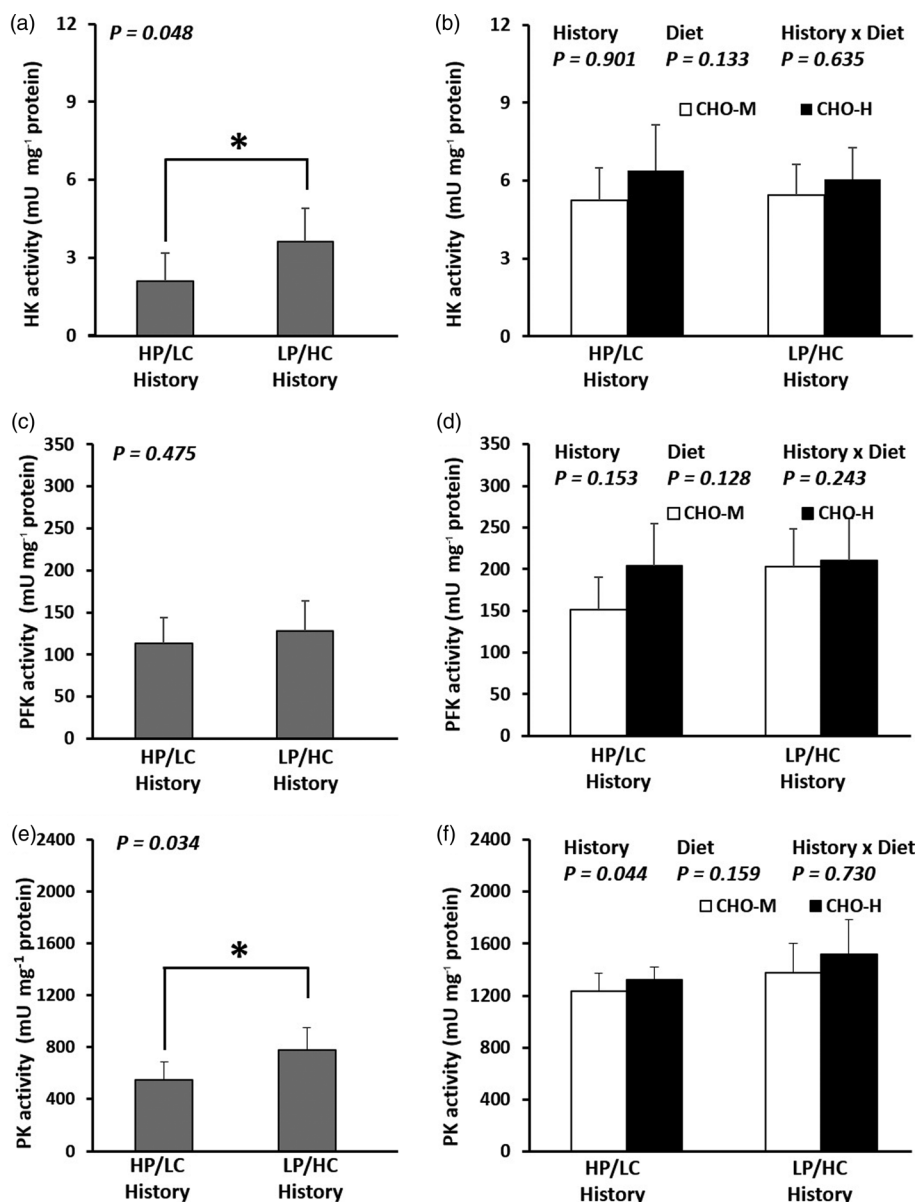 (a)
P = 0.048
HK activity (mU mg⁻¹ protein)
12
9
6
3
0
*
HP/LC
History
LP/HC
History
(b)
History Diet History x Diet
P = 0.901 P = 0.133 P = 0.635
CHO-M CHO-H
HK activity (mU mg⁻¹ protein)
12
9
6
3
0
HP/LC
History
LP/HC
History
(c)
P = 0.475
PFK activity (mU mg⁻¹ protein)
350
300
250
200
150
100
50
0
HP/LC
History
LP/HC
History
(d)
History Diet History x Diet
P = 0.153 P = 0.128 P = 0.243
CHO-M CHO-H
PFK activity (mU mg⁻¹ protein)
350
300
250
200
150
100
50
0
HP/LC
History
LP/HC
History
(e)
P = 0.034
PK activity (mU mg⁻¹ protein)
2400
2000
1600
1200
800
400
0
*
HP/LC
History
LP/HC
History
(f)
History Diet History x Diet
P = 0.044 P = 0.159 P = 0.730
CHO-M CHO-H
PK activity (mU mg⁻¹ protein)
2400
2000
1600
1200
800
400
0
HP/LC
History
LP/HC
History